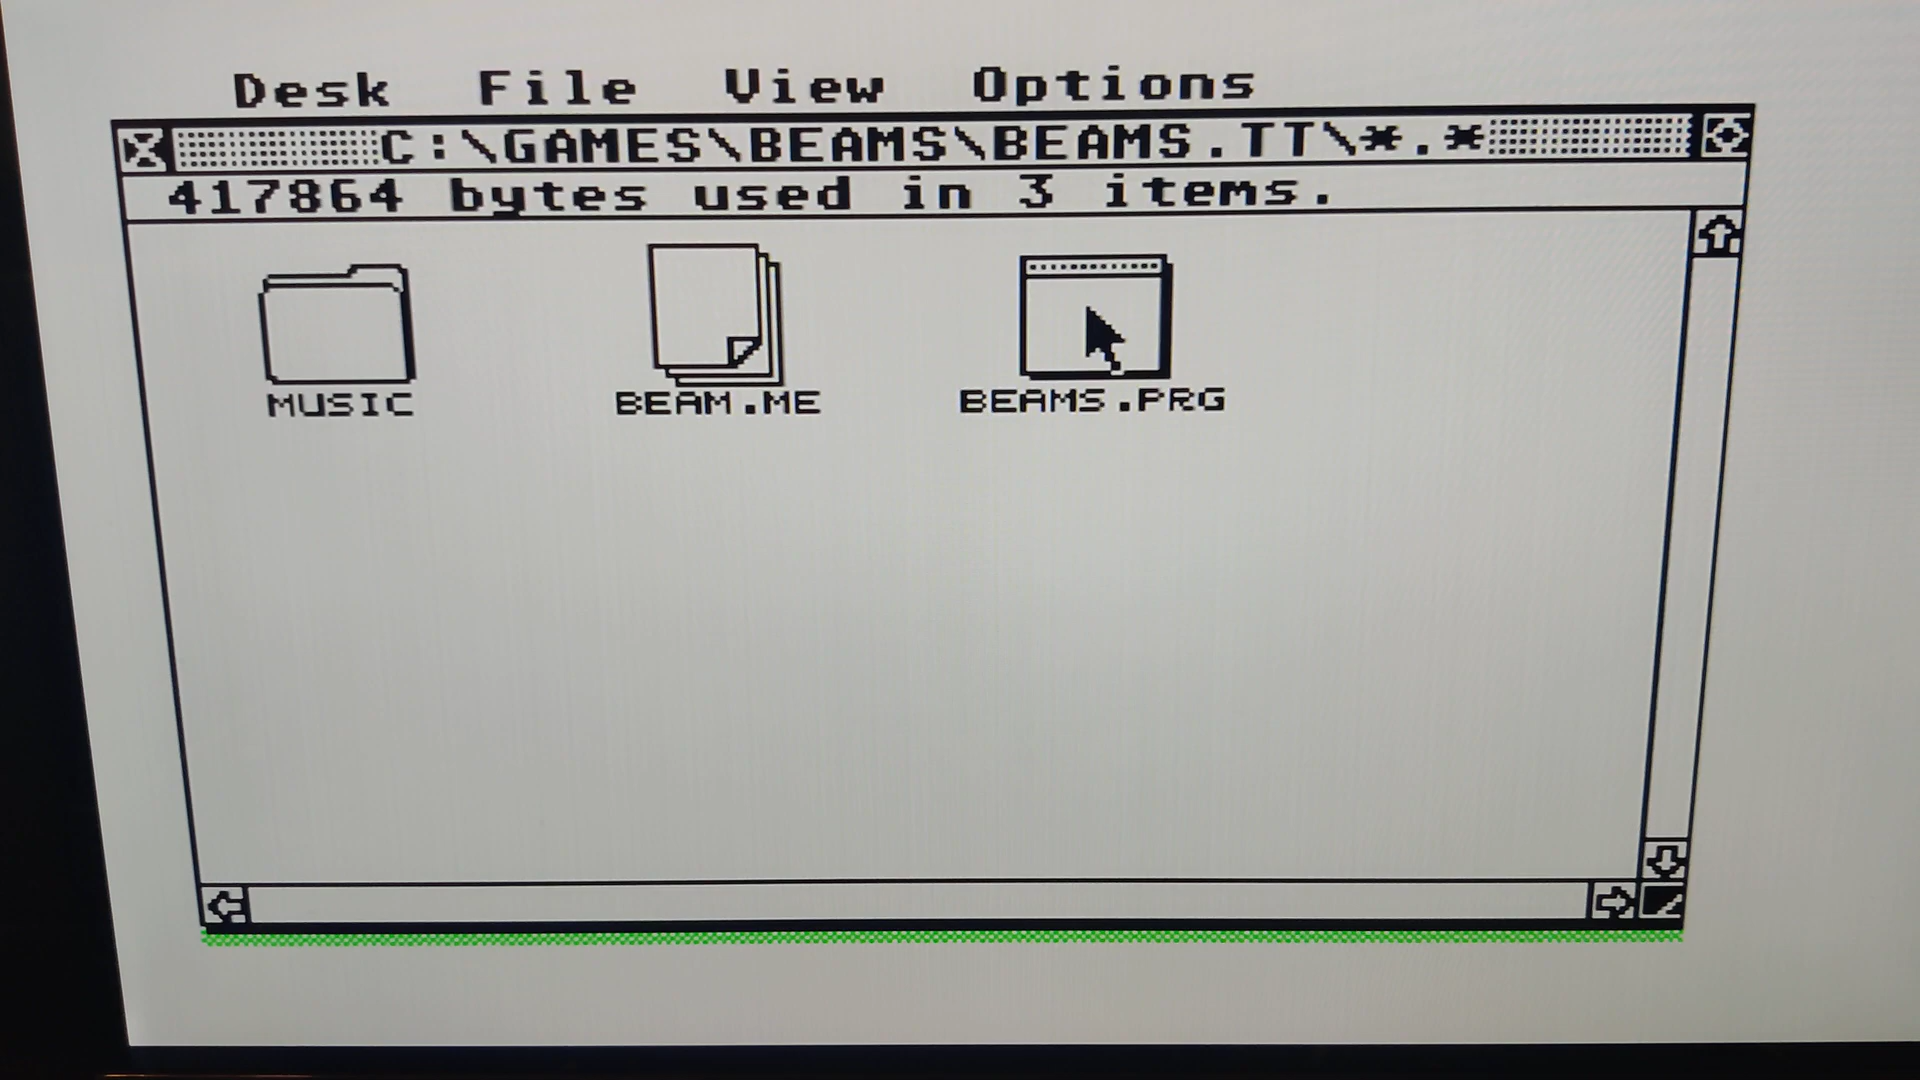 Desk File View Options
C:\GAMES\BEAMS\BEAMS.TT\*.*
417864 bytes used in 3 items.
MUSIC BEAM.ME BEAMS.PRG